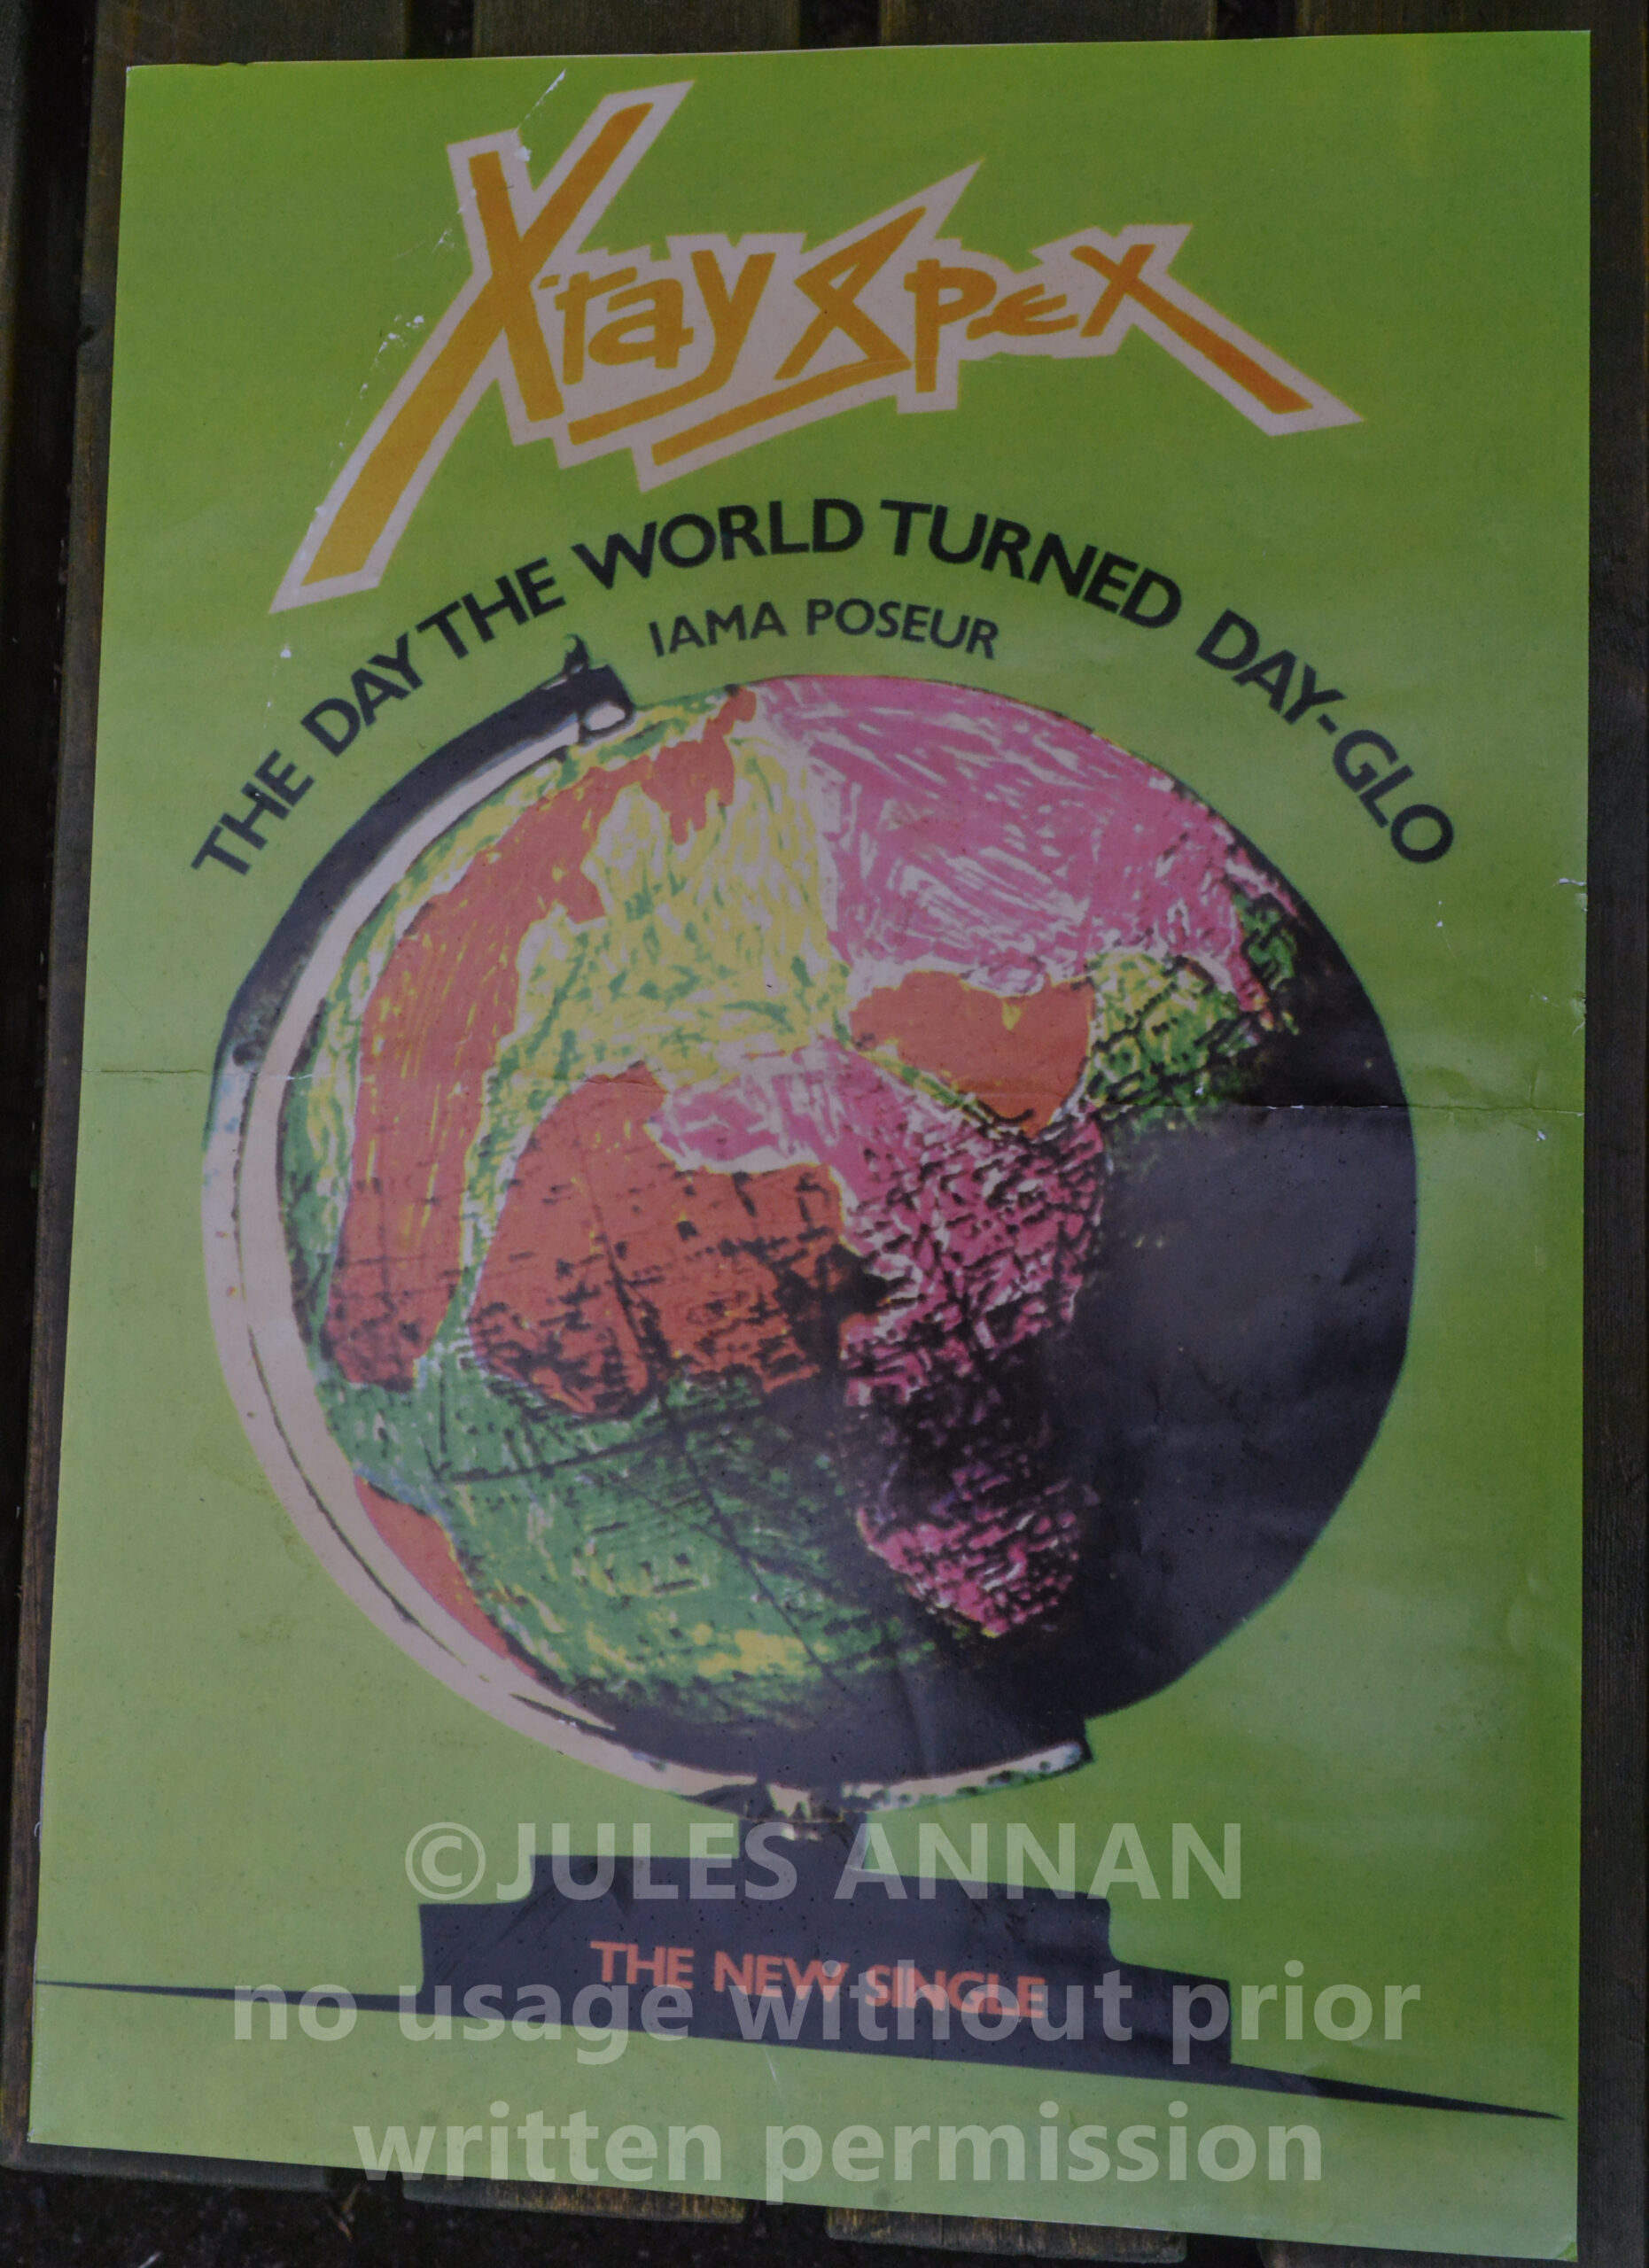 Xray Spex
THE DAY THE WORLD TURNED DAY-GLO
IAMA POSEUR
©JULES ANNAN
THE NEW SINGLE
no usage without prior
written permission